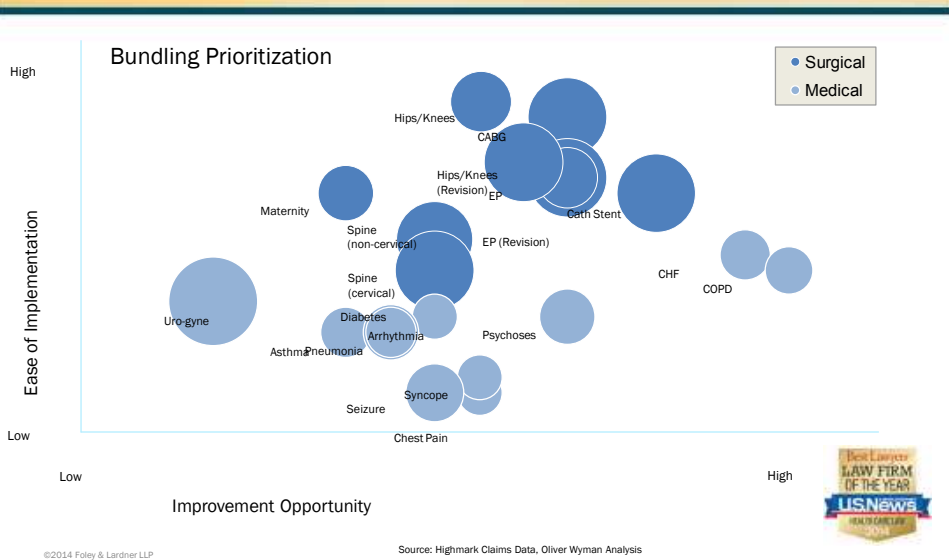 Bundling Prioritization
Surgical
Medical
High
Hips/Knees
CABG
Hips/Knees
(Revision)
EP
Maternity
Cath Stent
Spine
(non-cervical)
EP (Revision)
Ease of Implementation
CHF
Spine
(cervical)
COPD
Uro-gyne
Diabetes
Arrhythmia
Psychoses
Asthma
Pneumonia
Syncope
Seizure
Low
Chest Pain
Low
High
Improvement Opportunity
Best Lawyers
LAW FIRM
OF THE YEAR
U.S.News
Source: Highmark Claims Data, Oliver Wyman Analysis
©2014 Foley & Lardner LLP